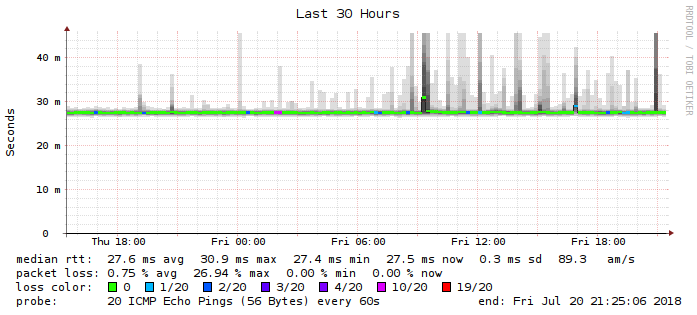 Last 30 Hours
RRDTOOL / TOBI OETIKER
Seconds
40 m
30 m
20 m
10 m
0
Thu 18:00 Fri 00:00 Fri 06:00 Fri 12:00 Fri 18:00
median rtt: 27.6 ms avg 30.9 ms max 27.4 ms min 27.5 ms now 0.3 ms sd 89.3 am/s
packet loss: 0.75 % avg 26.94 % max 0.00 % min 0.00 % now
loss color: 0 1/20 2/20 3/20 4/20 10/20 19/20
probe: 20 ICMP Echo Pings (56 Bytes) every 60s end: Fri Jul 20 21:25:06 2018